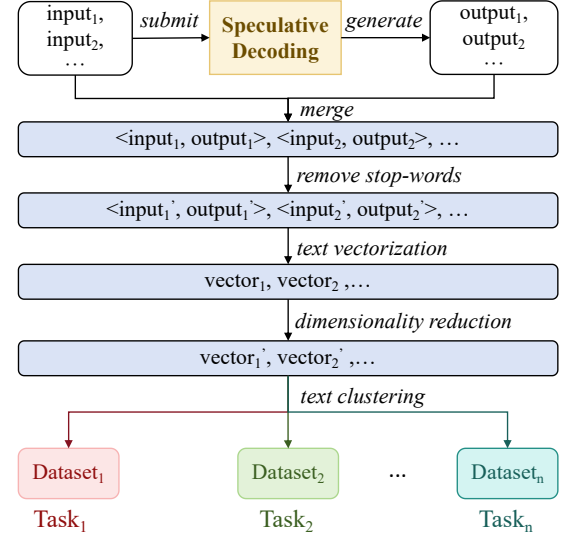 input₁,
input₂,
…
submit
Speculative
Decoding
generate
output₁,
output₂
…
merge
<input₁, output₁>, <input₂, output₂>, …
remove stop-words
<input₁’, output₁’>, <input₂’, output₂’>, …
text vectorization
vector₁, vector₂ ,…
dimensionality reduction
vector₁’, vector₂’ ,…
text clustering
Dataset₁ Dataset₂ ... Datasetₙ
Task₁ Task₂ Taskₙ